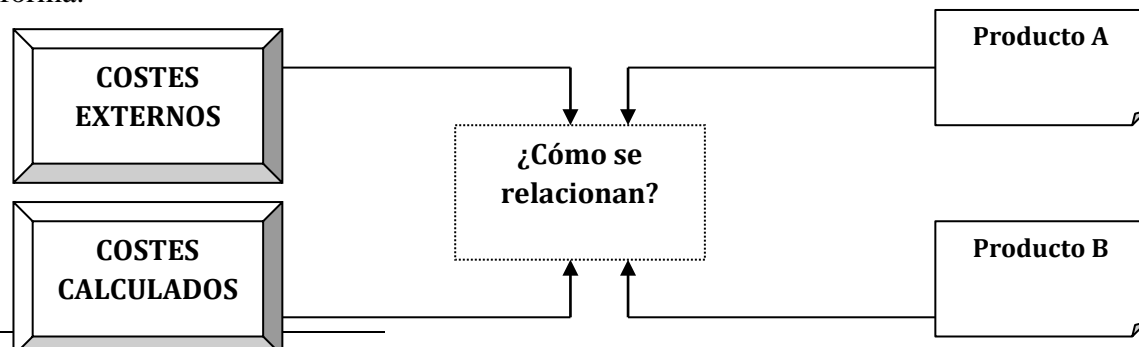 forma:
COSTES
EXTERNOS
¿Cómo se
relacionan?
Producto A
COSTES
CALCULADOS
Producto B